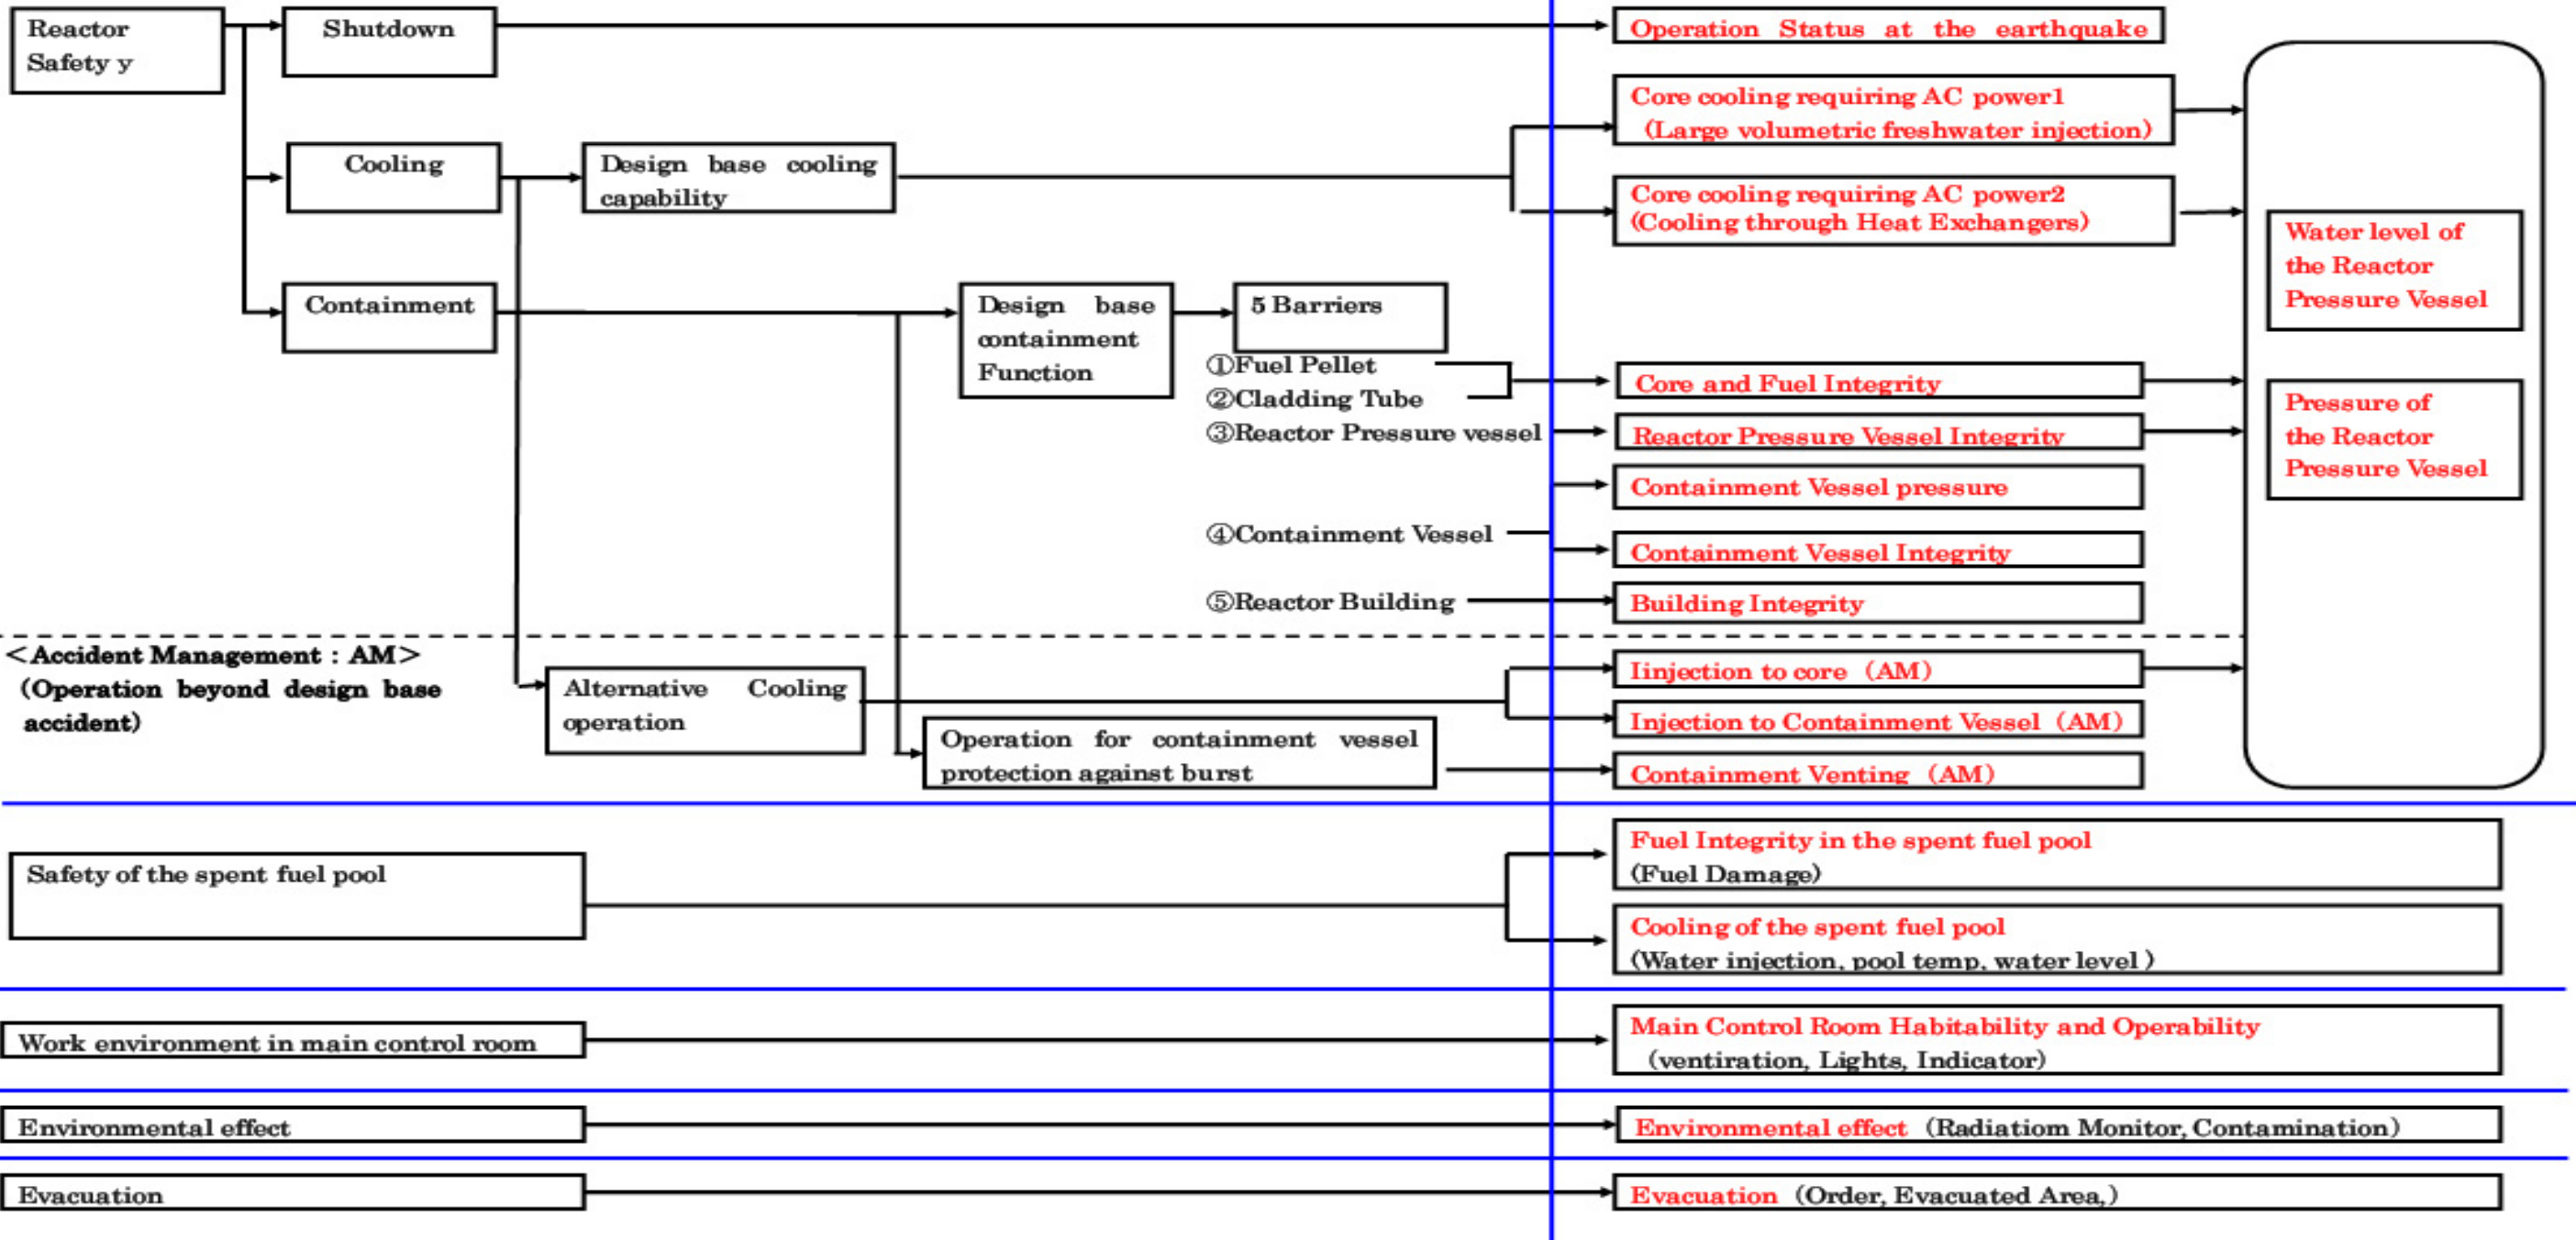 Reactor
Safety y
Shutdown
Operation Status at the earthquake
Core cooling requiring AC power1
(Large volumetric freshwater injection)
Cooling
Design base cooling
capability
Core cooling requiring AC power2
(Cooling through Heat Exchangers)
Water level of
the Reactor
Pressure Vessel
Containment
Design base
containment
Function
5 Barriers
①Fuel Pellet
②Cladding Tube
③Reactor Pressure vessel
④Containment Vessel
⑤Reactor Building
Core and Fuel Integrity
Reactor Pressure Vessel Integrity
Containment Vessel pressure
Containment Vessel Integrity
Building Integrity
Pressure of
the Reactor
Pressure Vessel
<Accident Management : AM>
(Operation beyond design base
accident)
Alternative Cooling
operation
Operation for containment vessel
protection against burst
Iinjection to core (AM)
Injection to Containment Vessel (AM)
Containment Venting (AM)
Safety of the spent fuel pool
Fuel Integrity in the spent fuel pool
(Fuel Damage)
Cooling of the spent fuel pool
(Water injection, pool temp, water level )
Work environment in main control room
Main Control Room Habitability and Operability
(ventiration, Lights, Indicator)
Environmental effect
Environmental effect (Radiatiom Monitor, Contamination)
Evacuation
Evacuation (Order, Evacuated Area,)